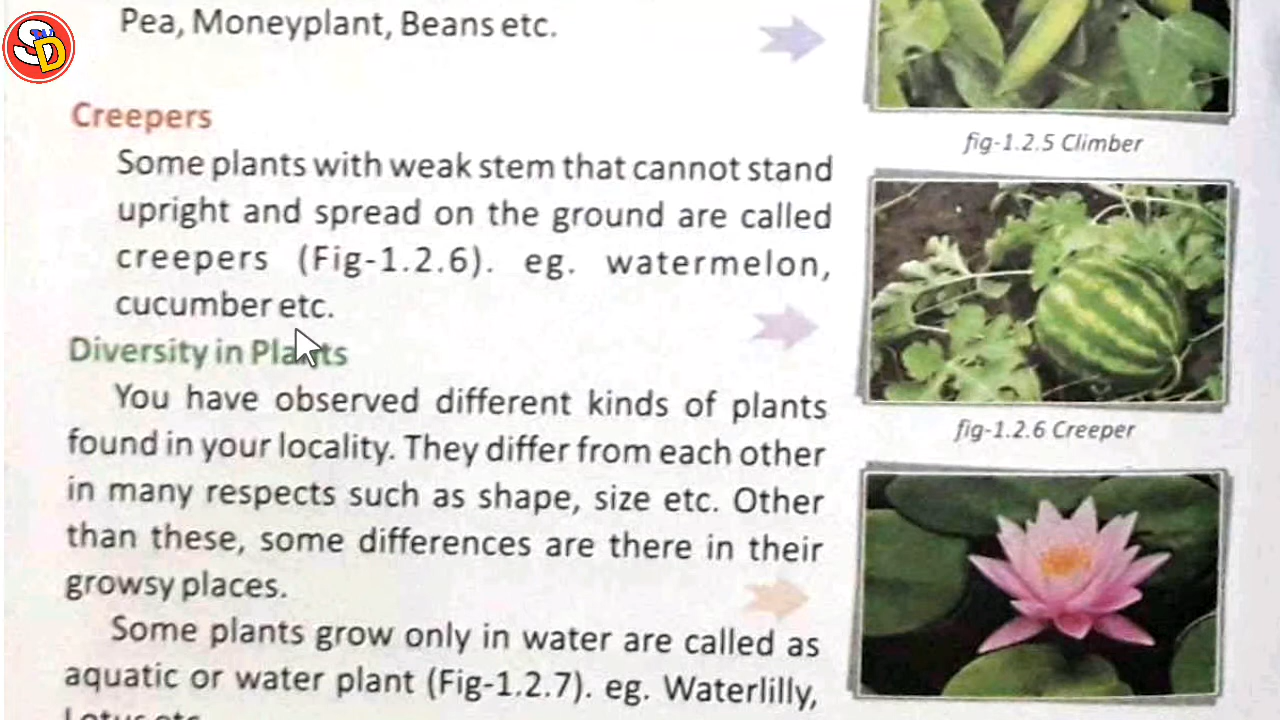 SD
Pea, Moneyplant, Beans etc.
fig-1.2.5 Climber
Creepers
Some plants with weak stem that cannot stand
upright and spread on the ground are called
creepers (Fig-1.2.6). eg. watermelon,
cucumber etc.
fig-1.2.6 Creeper
Diversity in Plants
You have observed different kinds of plants
found in your locality. They differ from each other
in many respects such as shape, size etc. Other
than these, some differences are there in their
growsy places.
Some plants grow only in water are called as
aquatic or water plant (Fig-1.2.7). eg. Waterlilly,
Lotus etc.